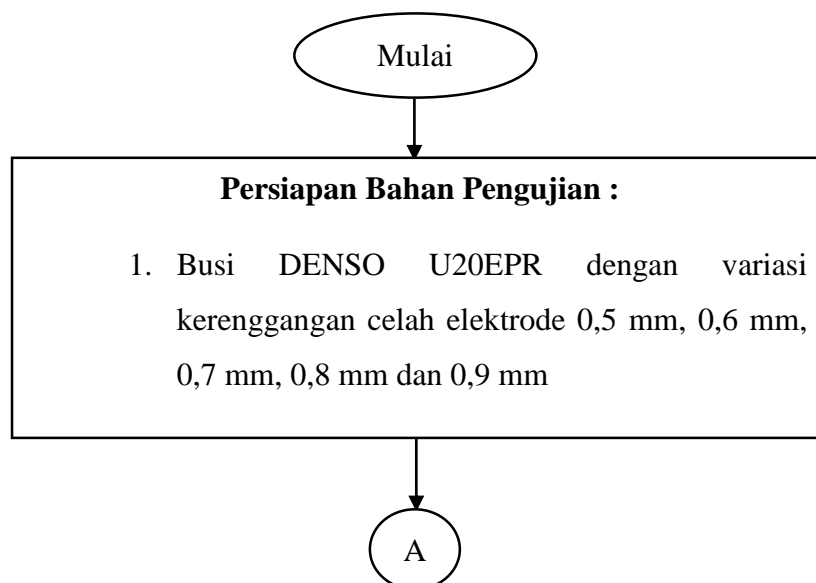 Mulai
Persiapan Bahan Pengujian :
1. Busi DENSO U20EPR dengan variasi
kerenggangan celah elektrode 0,5 mm, 0,6 mm,
0,7 mm, 0,8 mm dan 0,9 mm
A